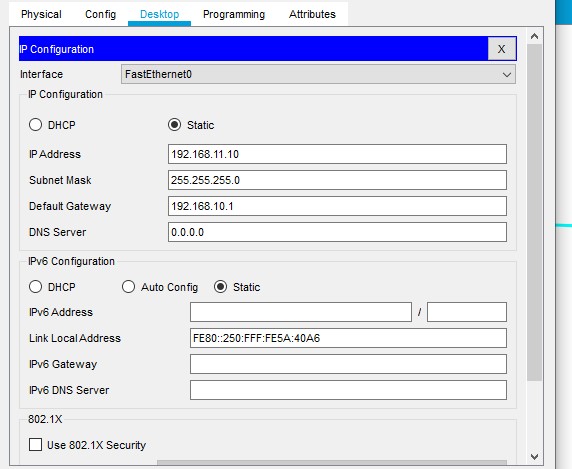 Physical Config Desktop Programming Attributes
IP Configuration X
Interface FastEthernet0
IP Configuration
DHCP Static
IP Address 192.168.11.10
Subnet Mask 255.255.255.0
Default Gateway 192.168.10.1
DNS Server 0.0.0.0
IPv6 Configuration
DHCP Auto Config Static
IPv6 Address /
Link Local Address FE80::250:FFF:FE5A:40A6
IPv6 Gateway
IPv6 DNS Server
802.1X
Use 802.1X Security